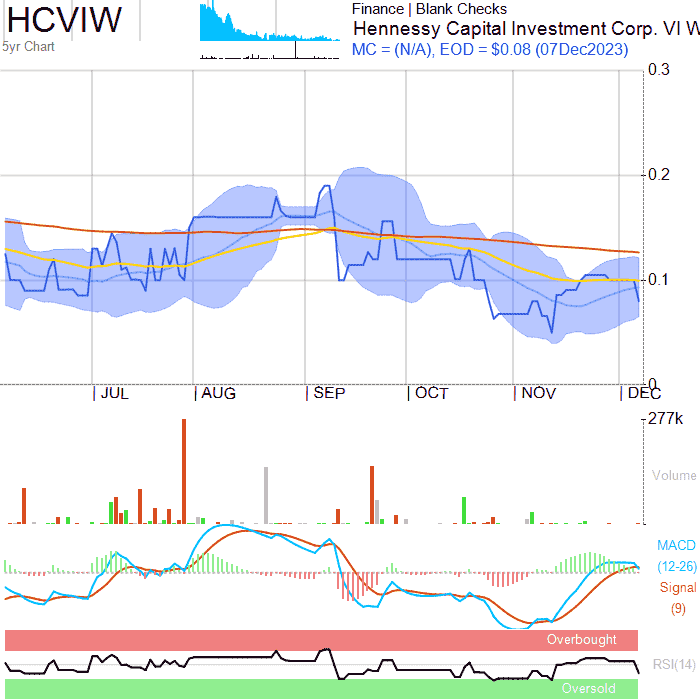 HCVIW
5yr Chart
Finance | Blank Checks
Hennessy Capital Investment Corp. VI W
MC = (N/A), EOD = $0.08 (07Dec2023)
0.3
0.2
0.1
0
JUL AUG SEP OCT NOV DEC
277k
Volume
MACD
(12-26)
Signal
(9)
Overbought
RSI(14)
Oversold